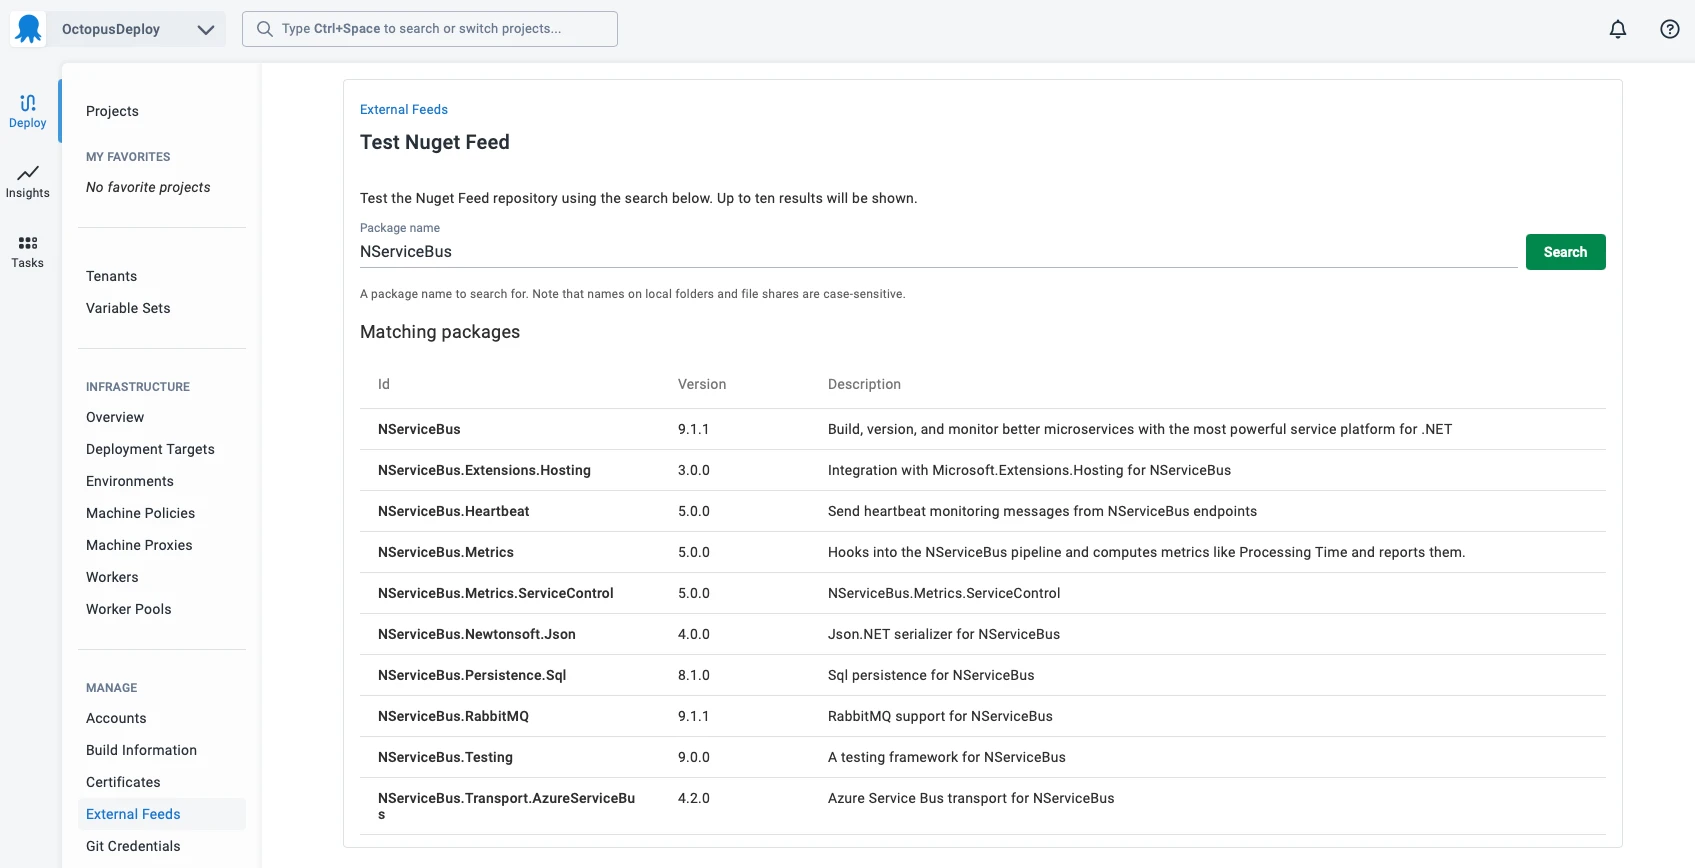 OctopusDeploy
Type Ctrl+Space to search or switch projects...
Deploy
Insights
Tasks
Projects
MY FAVORITES
No favorite projects
Tenants
Variable Sets
INFRASTRUCTURE
Overview
Deployment Targets
Environments
Machine Policies
Machine Proxies
Workers
Worker Pools
MANAGE
Accounts
Build Information
Certificates
External Feeds
Git Credentials
External Feeds
Test Nuget Feed
Test the Nuget Feed repository using the search below. Up to ten results will be shown.
Package name
NServiceBus
Search
A package name to search for. Note that names on local folders and file shares are case-sensitive.
Matching packages
Id Version Description
NServiceBus 9.1.1 Build, version, and monitor better microservices with the most powerful service platform for .NET
NServiceBus.Extensions.Hosting 3.0.0 Integration with Microsoft.Extensions.Hosting for NServiceBus
NServiceBus.Heartbeat 5.0.0 Send heartbeat monitoring messages from NServiceBus endpoints
NServiceBus.Metrics 5.0.0 Hooks into the NServiceBus pipeline and computes metrics like Processing Time and reports them.
NServiceBus.Metrics.ServiceControl 5.0.0 NServiceBus.Metrics.ServiceControl
NServiceBus.Newtonsoft.Json 4.0.0 Json.NET serializer for NServiceBus
NServiceBus.Persistence.Sql 8.1.0 Sql persistence for NServiceBus
NServiceBus.RabbitMQ 9.1.1 RabbitMQ support for NServiceBus
NServiceBus.Testing 9.0.0 A testing framework for NServiceBus
NServiceBus.Transport.AzureServiceBu 4.2.0 Azure Service Bus transport for NServiceBus
s